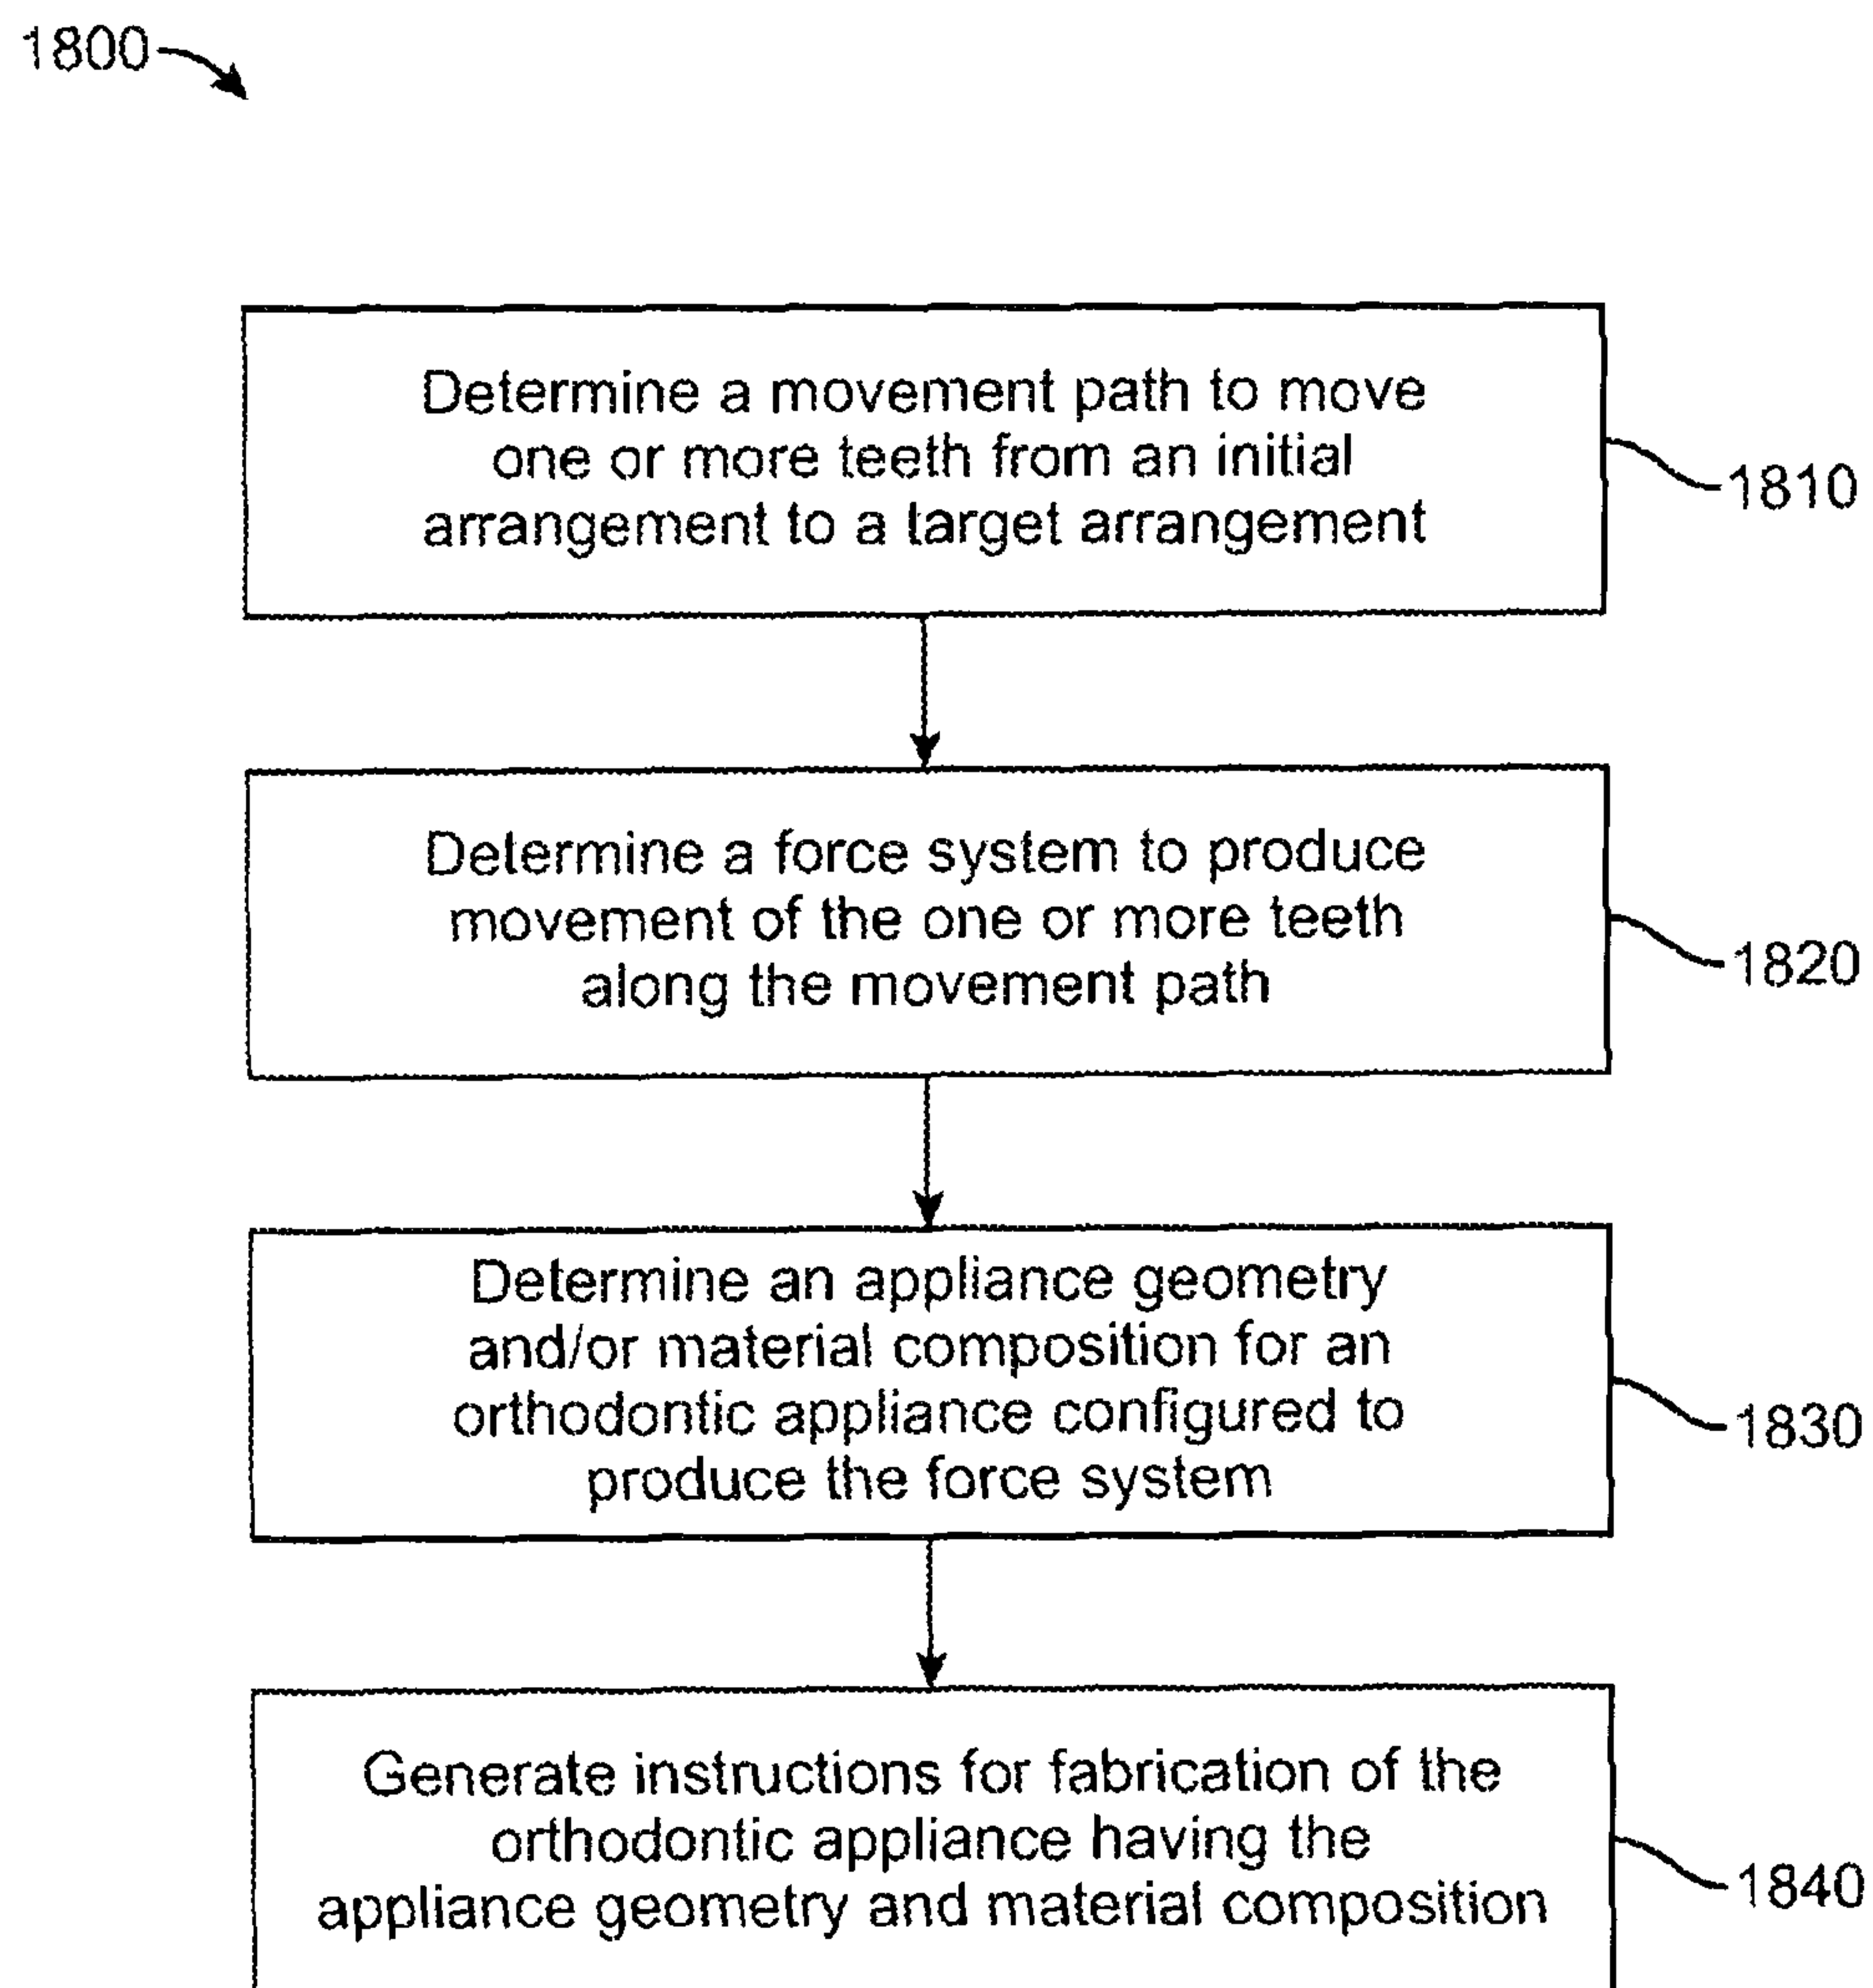 1800
Determine a movement path to move
one or more teeth from an initial
arrangement to a target arrangement
1810
Determine a force system to produce
movement of the one or more teeth
along the movement path
1820
Determine an appliance geometry
and/or material composition for an
orthodontic appliance configured to
produce the force system
1830
Generate instructions for fabrication of the
orthodontic appliance having the
appliance geometry and material composition
1840